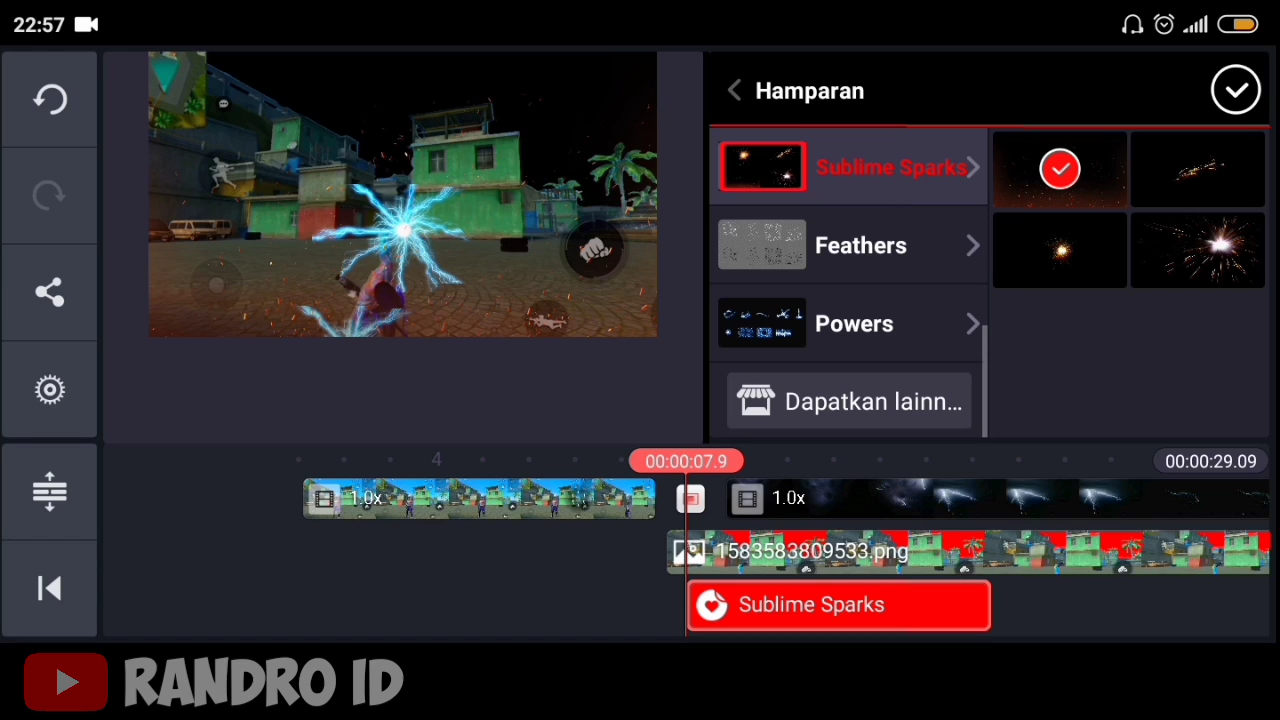 22:57
Hamparan
Sublime Sparks
Feathers
Powers
Dapatkan lainn...
4
00:00:07.9
00:00:29.09
1.0x
1.0x
1583583809533.png
Sublime Sparks
RANDRO ID